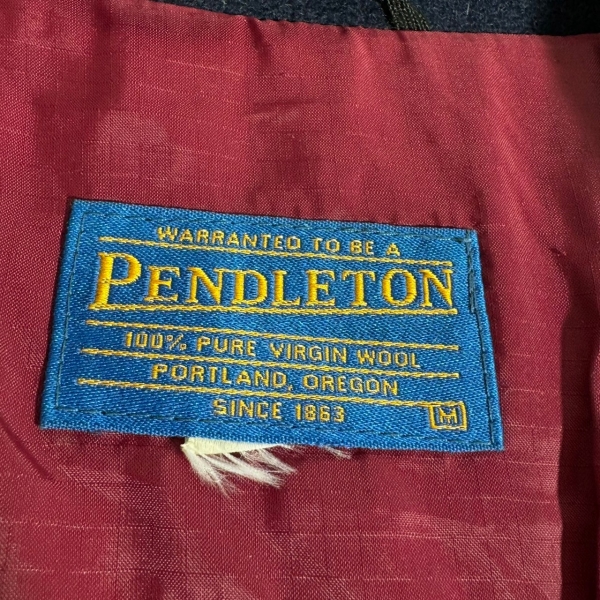 WARRANTED TO BE A
PENDLETON
100% PURE VIRGIN WOOL
PORTLAND, OREGON
SINCE 1863
M